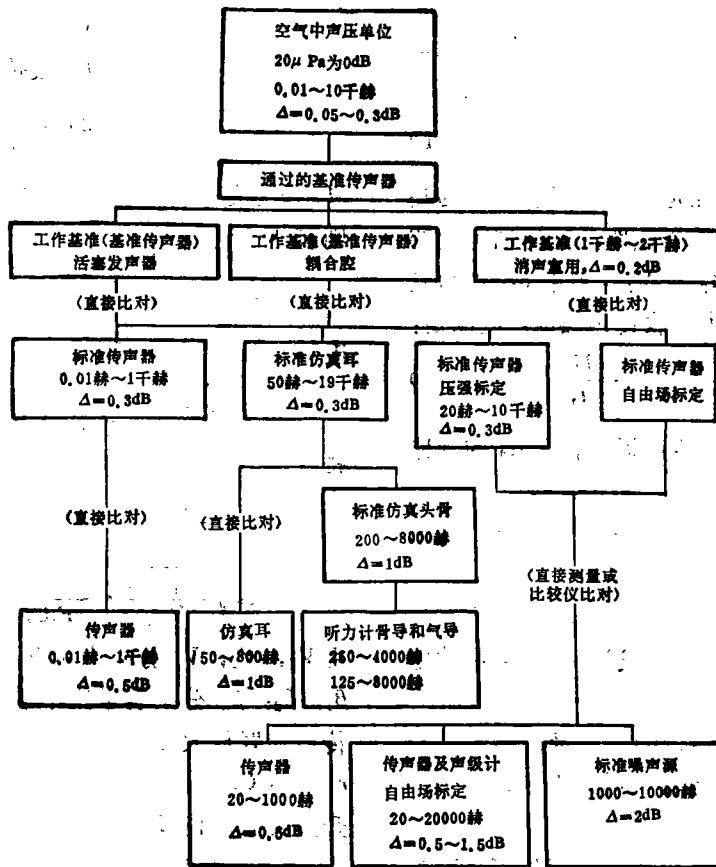 空气中声压单位
20μ Pa为0dB
0.01～10千赫
Δ=0.05～0.3dB
通过的基准传声器
工作基准(基准传声器)
活塞发声器
工作基准(基准传声器)
耦合腔
工作基准(1千赫～2千赫)
消声室用,Δ=0.2dB
(直接比对)
(直接比对)
(直接比对)
标准传声器
0.01赫～1千赫
Δ=0.3dB
标准仿真耳
50赫～19千赫
Δ=0.3dB
标准传声器
压强标定
20赫～10千赫
Δ=0.3dB
标准传声器
自由场标定
(直接比对)
(直接比对)
标准仿真头骨
200～8000赫
Δ=1dB
(直接测量或
比较仪比对)
传声器
0.01赫～1千赫
Δ=0.5dB
仿真耳
50～800赫
Δ=1dB
听力计骨导和气导
250～4000赫
125～8000赫
传声器
20～1000赫
传声器及声级计
自由场标定
20～20000赫
Δ=0.5～1.5dB
标准噪声源
1000～10000赫
Δ=2dB